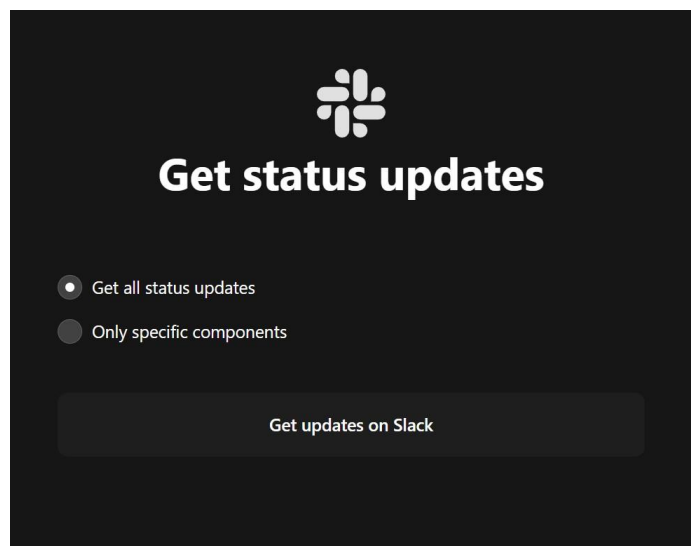 Get status updates
Get all status updates
Only specific components
Get updates on Slack